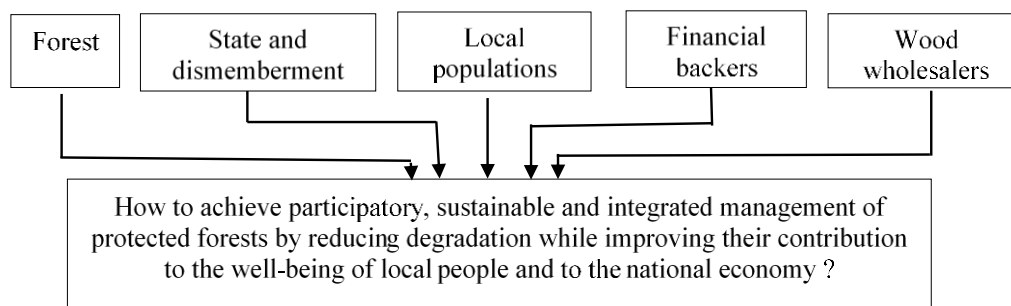 Forest
State and
dismemberment
Local
populations
Financial
backers
Wood
wholesalers
How to achieve participatory, sustainable and integrated management of
protected forests by reducing degradation while improving their contribution
to the well-being of local people and to the national economy ?